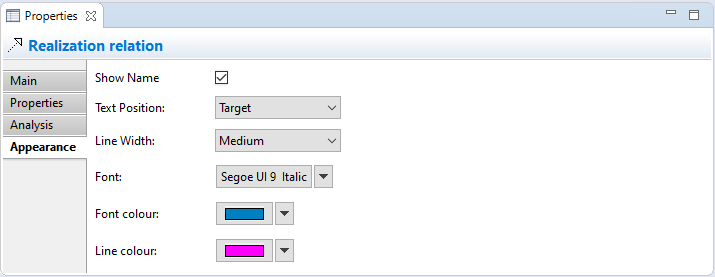 Properties
Realization relation
Main
Properties
Analysis
Appearance
Show Name
Text Position: Target
Line Width: Medium
Font: Segoe UI 9 Italic
Font colour:
Line colour: